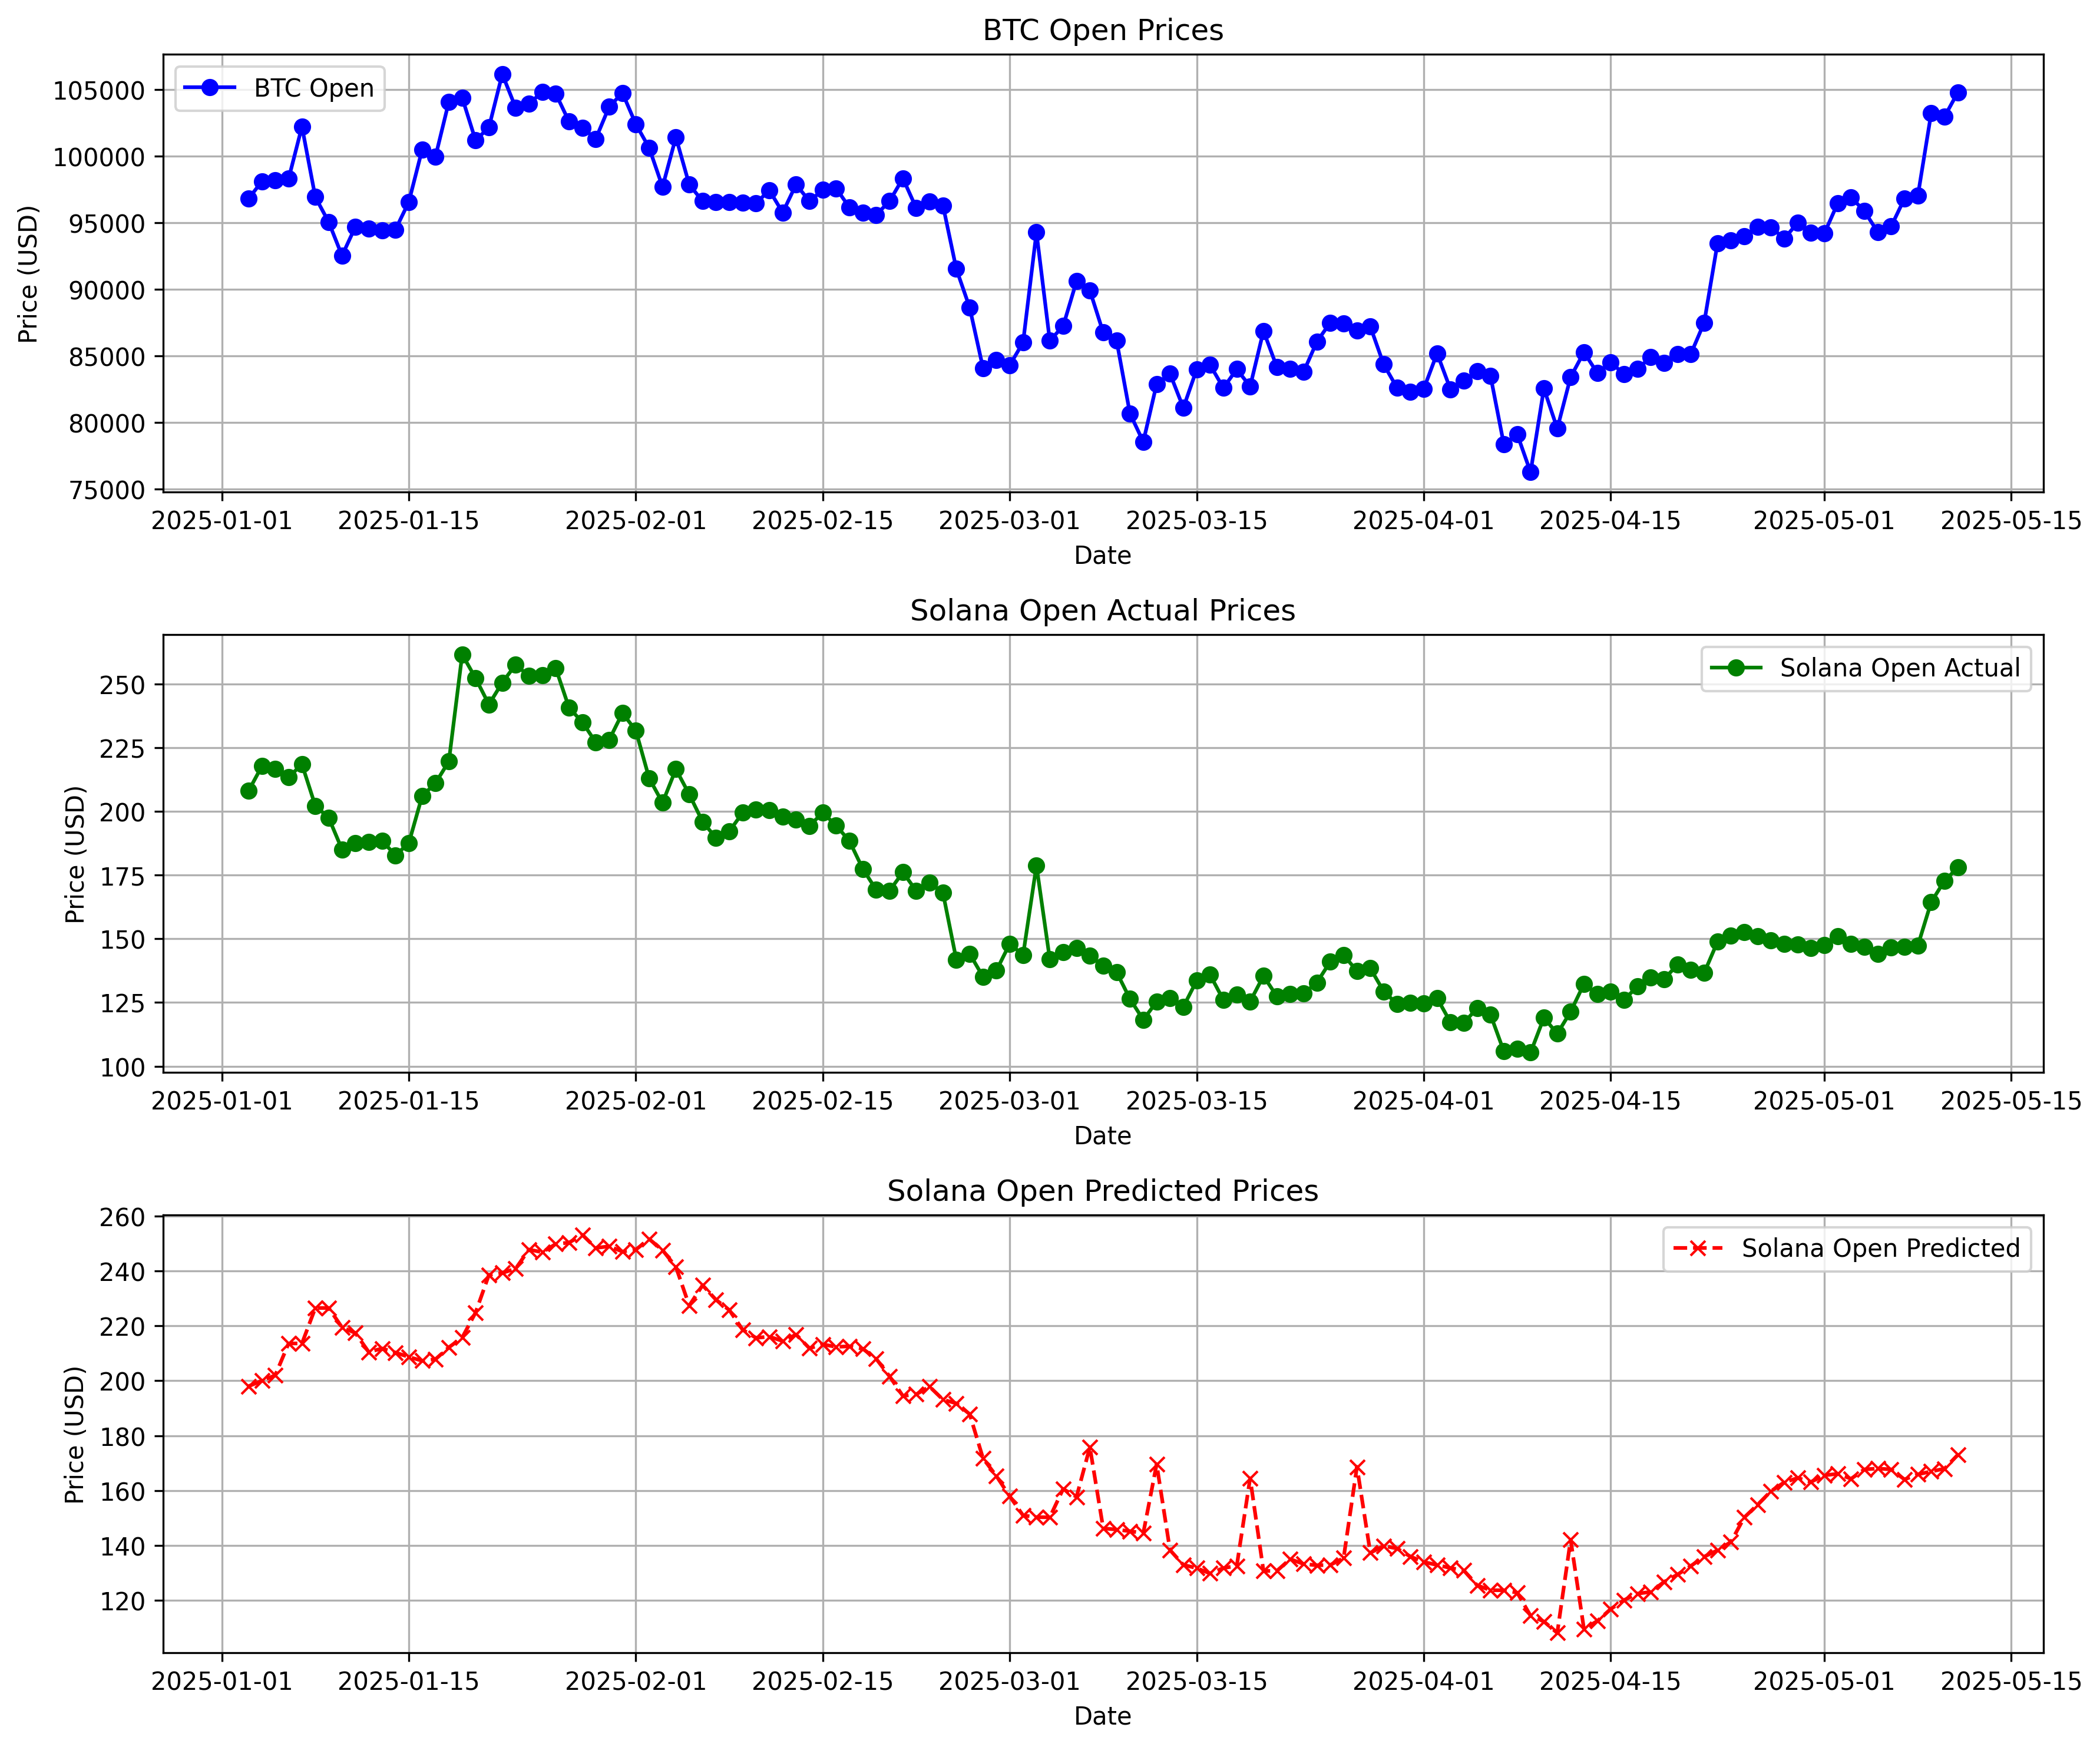 BTC Open Prices
BTC Open
105000
100000
95000
90000
85000
80000
75000
Price (USD)
2025-01-01 2025-01-15 2025-02-01 2025-02-15 2025-03-01 2025-03-15 2025-04-01 2025-04-15 2025-05-01 2025-05-15
Date
Solana Open Actual Prices
Solana Open Actual
250
225
200
175
150
125
100
Price (USD)
2025-01-01 2025-01-15 2025-02-01 2025-02-15 2025-03-01 2025-03-15 2025-04-01 2025-04-15 2025-05-01 2025-05-15
Date
Solana Open Predicted Prices
Solana Open Predicted
260
240
220
200
180
160
140
120
Price (USD)
2025-01-01 2025-01-15 2025-02-01 2025-02-15 2025-03-01 2025-03-15 2025-04-01 2025-04-15 2025-05-01 2025-05-15
Date